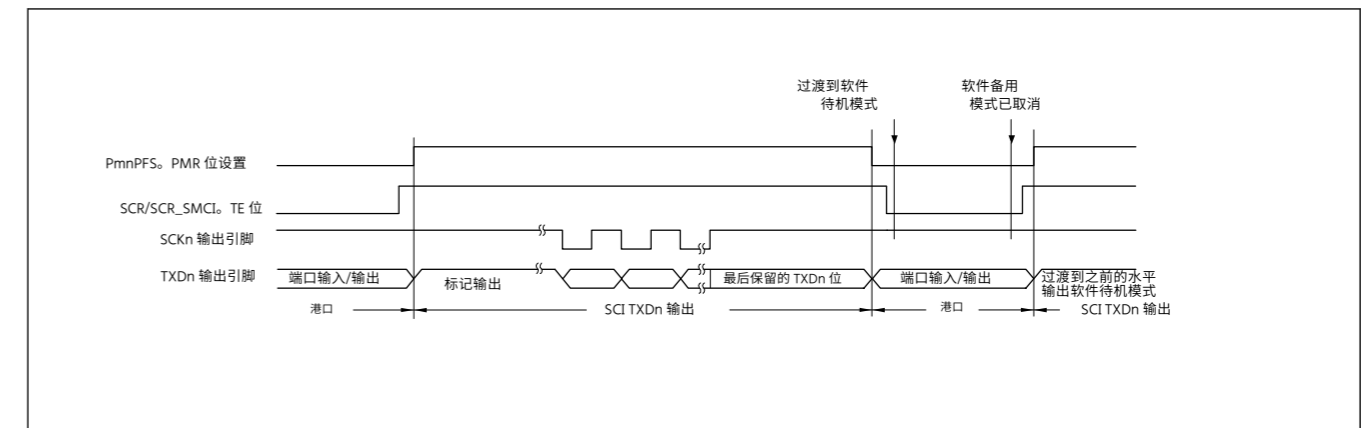 过渡到软件
待机模式
软件备用
模式已取消
PmnPFS。PMR 位设置
SCR/SCR_SMCI。TE 位
SCKn 输出引脚
TXDn 输出引脚
端口输入/输出
标记输出
最后保留的 TXDn 位
端口输入/输出
过渡到之前的水平
输出软件待机模式
港口
SCI TXDn 输出
港口
SCI TXDn 输出